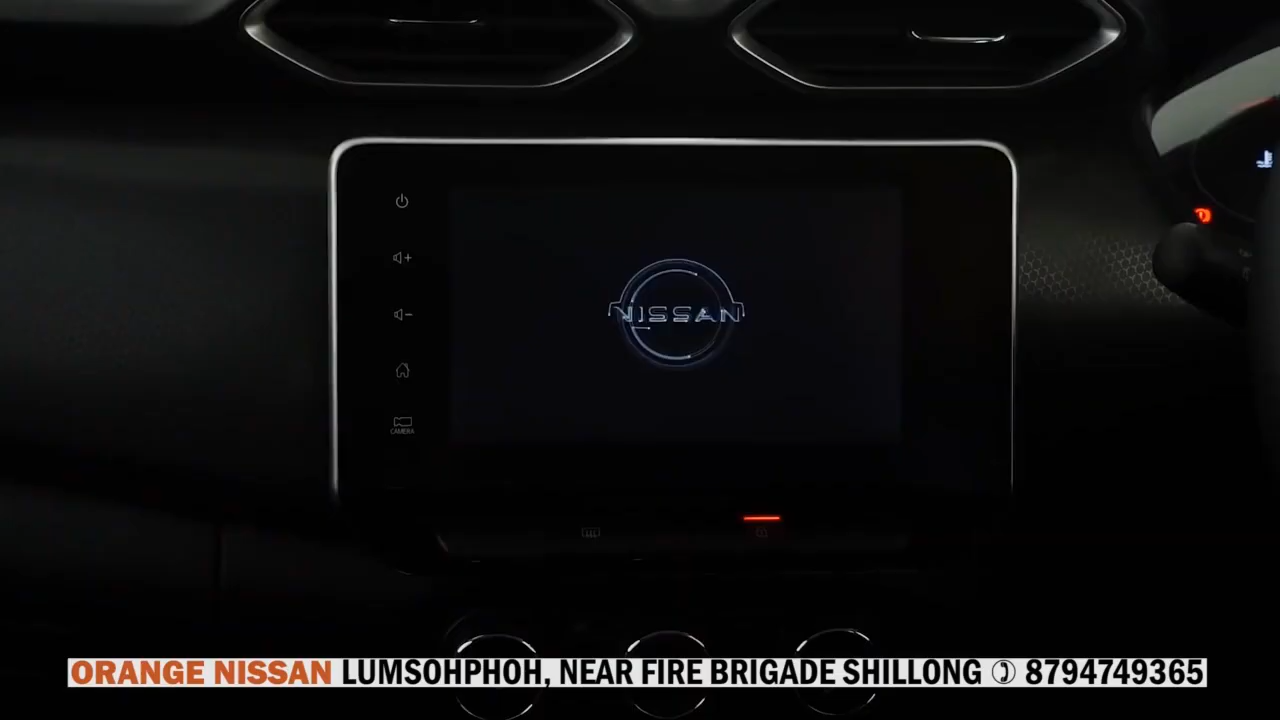 NISSAN
CAMERA
ORANGE NISSAN LUMSOHPHOH, NEAR FIRE BRIGADE SHILLONG ✆ 8794749365